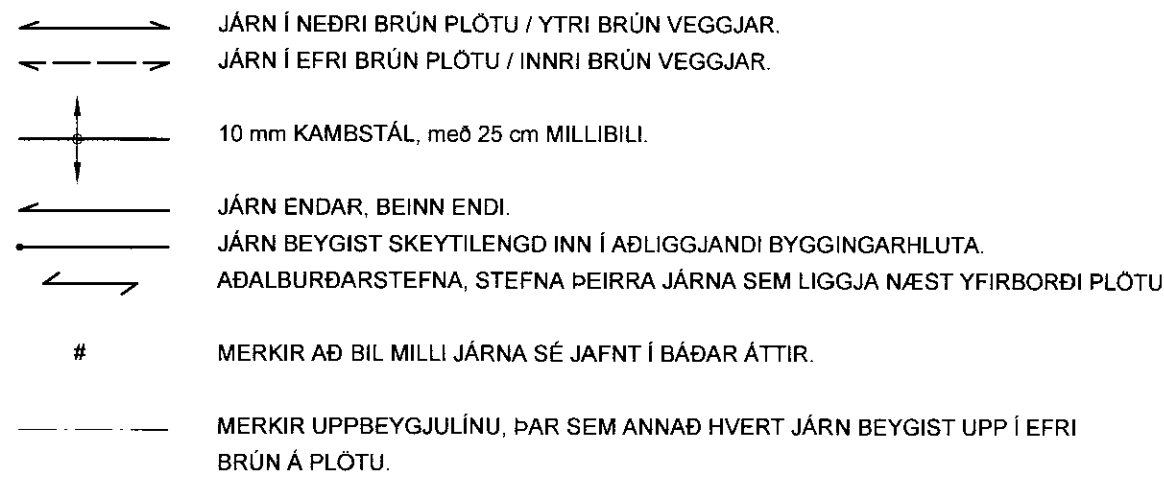 JÁRN Í NEÐRI BRÚN PLÖTU / YTRI BRÚN VEGGJAR.
JÁRN Í EFRI BRÚN PLÖTU / INNRI BRÚN VEGGJAR.
10 mm KAMBSTÁL, með 25 cm MILLIBILI.
JÁRN ENDAR, BEINN ENDI.
JÁRN BEYGIST SKEYTILENGD INN Í AÐLIGGJANDI BYGGINGARHLUTA.
AÐALBURÐARSTEFNA, STEFNA ÞEIRRA JÁRNA SEM LIGGJA NÆST YFIRBORÐI PLÖTU
# MERKIR AÐ BIL MILLI JÁRNA SÉ JAFNT Í BÁÐAR ÁTTIR.
MERKIR UPPBEYGJULÍNU, ÞAR SEM ANNAÐ HVERT JÁRN BEYGIST UPP Í EFRI
BRÚN Á PLÖTU.